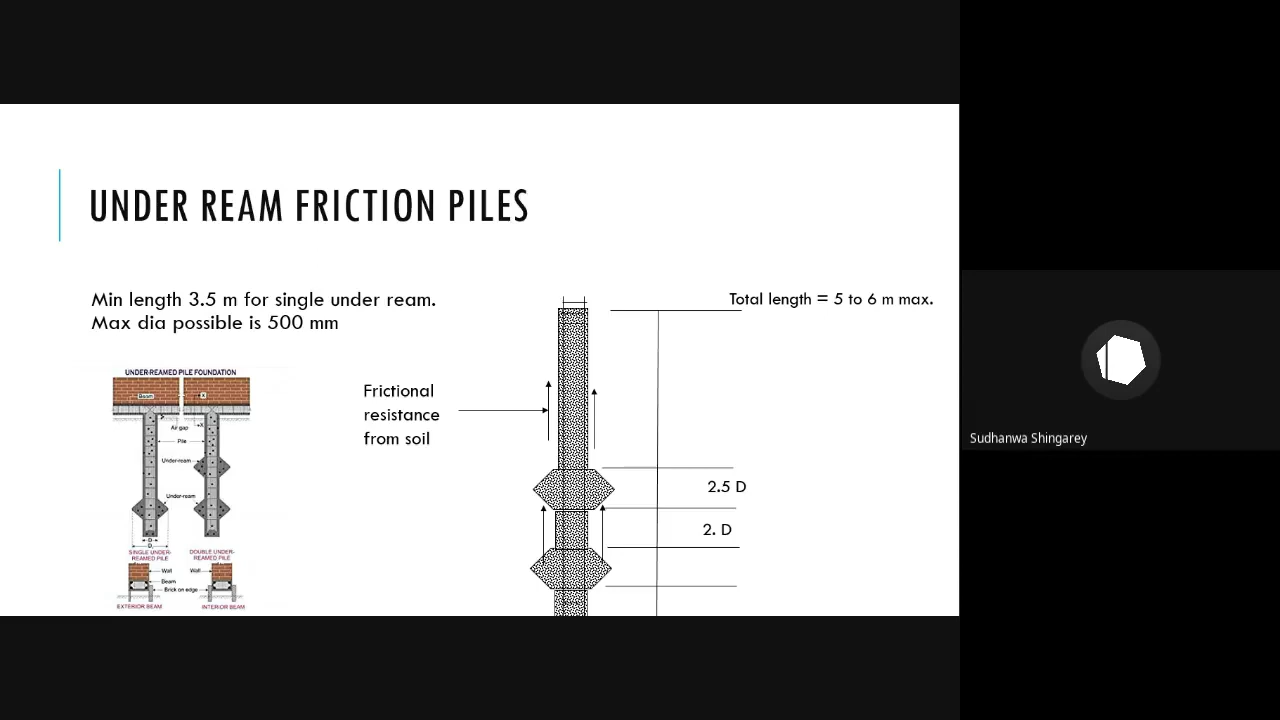 UNDER REAM FRICTION PILES
Min length 3.5 m for single under ream.
Max dia possible is 500 mm
Total length = 5 to 6 m max.
UNDER-REAMED PILE FOUNDATION
Beam
X
Air gap
X
Pile
Under-ream
Under-ream
D
D
SINGLE UNDER-
REAMED PILE
DOUBLE UNDER-
REAMED PILE
Wall
Wall
Beam
Brick on edge
EXTERIOR BEAM
INTERIOR BEAM
Frictional
resistance
from soil
2.5 D
2. D
Sudhanwa Shingarey